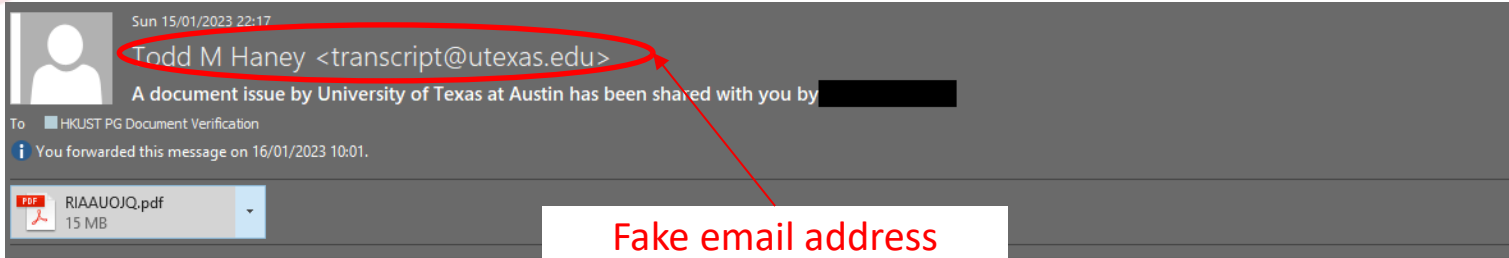 Sun 15/01/2023 22:17
Todd M Haney <transcript@utexas.edu>
A document issue by University of Texas at Austin has been shared with you by
To HKUST PG Document Verification
i You forwarded this message on 16/01/2023 10:01.
PDF RIAAUOJQ.pdf
15 MB
Fake email address